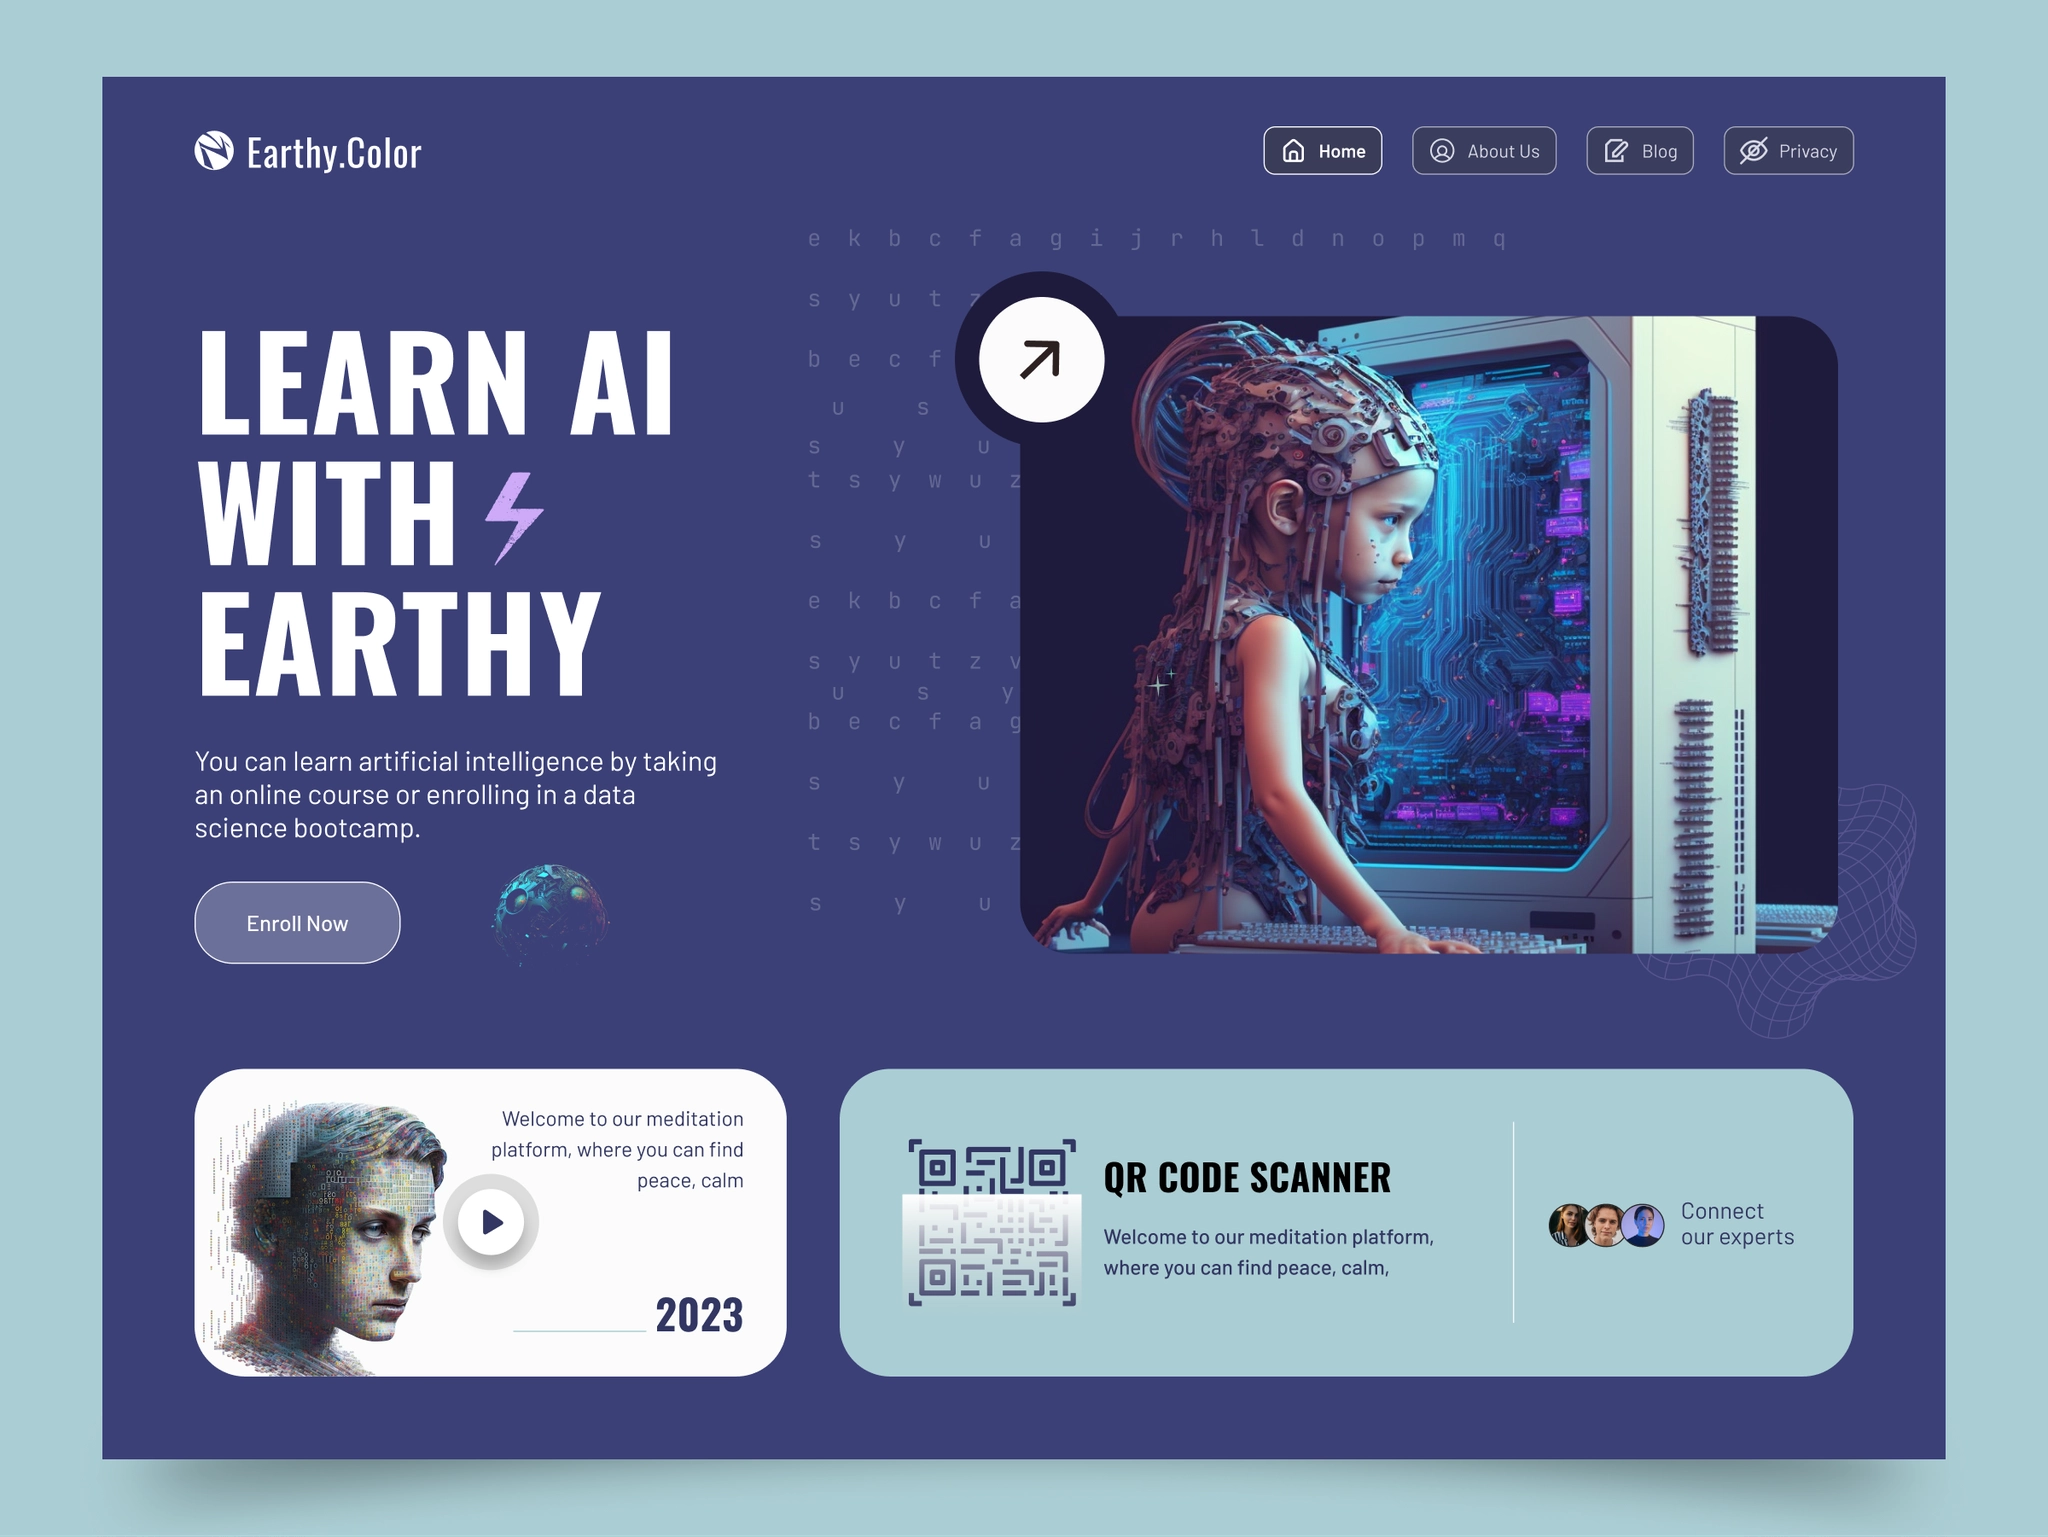 Earthy.Color
Home
About Us
Blog
Privacy
e k b c f a g i j r h l d n o p m q
s y u t z
b e c f
u s
s y u
t s y w u z
s y u
e k b c f a
s y u t z v
u s y
b e c f a g
s y u
t s y w u z
s y u
LEARN AI
WITH
EARTHY
You can learn artificial intelligence by taking
an online course or enrolling in a data
science bootcamp.
Enroll Now
Welcome to our meditation
platform, where you can find
peace, calm
2023
QR CODE SCANNER
Welcome to our meditation platform,
where you can find peace, calm,
Connect
our experts